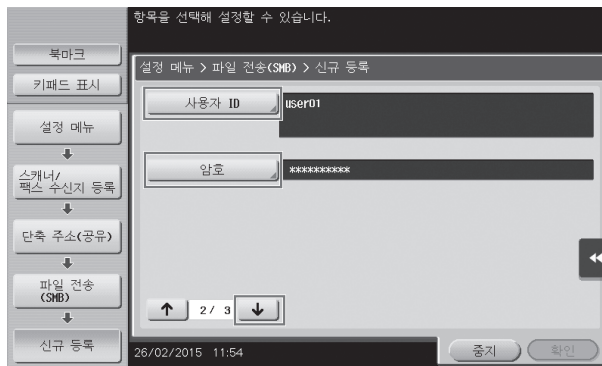 항목을 선택해 설정할 수 있습니다.
북마크
키패드 표시
설정 메뉴
스캐너/
팩스 수신지 등록
단축 주소(공유)
파일 전송
(SMB)
신규 등록
설정 메뉴 > 파일 전송(SMB) > 신규 등록
사용자 ID
user01
암호
**********
2/ 3
26/02/2015 11:54
중지
확인